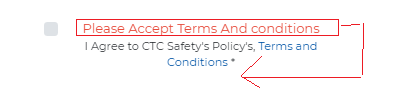 Please Accept Terms And conditions
I Agree to CTC Safety's Policy's, Terms and
Conditions *